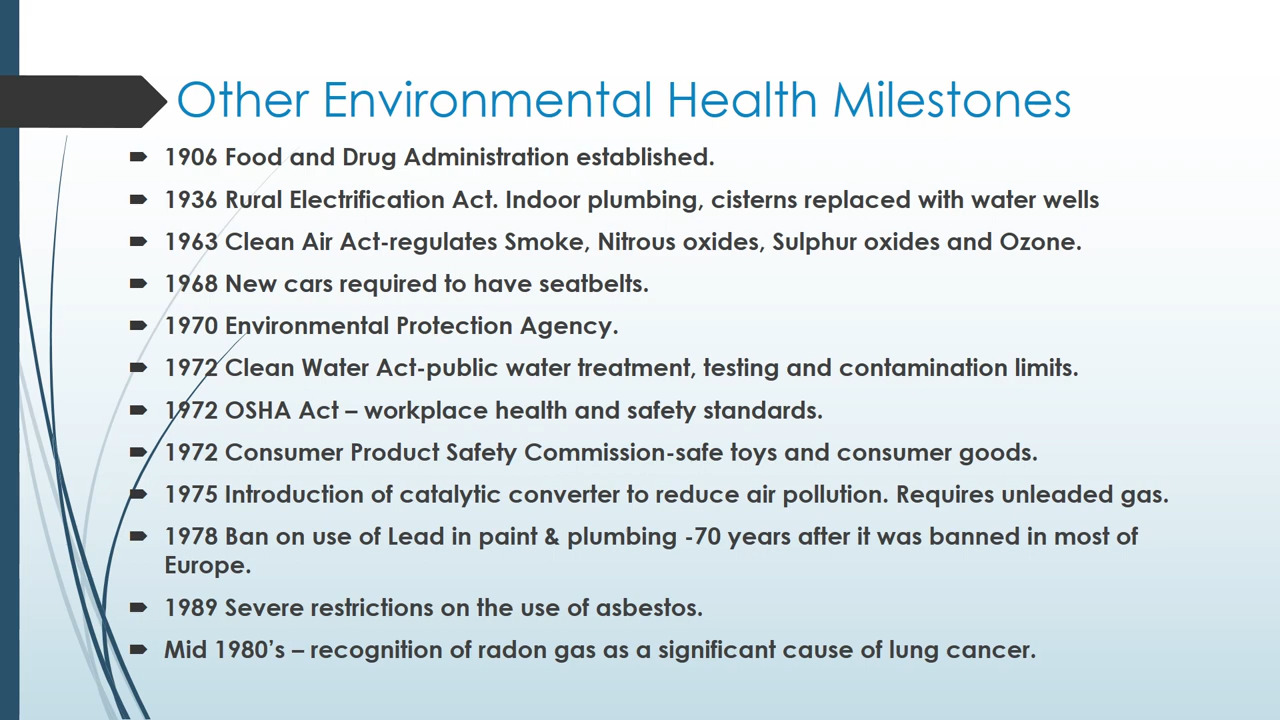 Other Environmental Health Milestones
1906 Food and Drug Administration established.
1936 Rural Electrification Act. Indoor plumbing, cisterns replaced with water wells
1963 Clean Air Act-regulates Smoke, Nitrous oxides, Sulphur oxides and Ozone.
1968 New cars required to have seatbelts.
1970 Environmental Protection Agency.
1972 Clean Water Act-public water treatment, testing and contamination limits.
1972 OSHA Act – workplace health and safety standards.
1972 Consumer Product Safety Commission-safe toys and consumer goods.
1975 Introduction of catalytic converter to reduce air pollution. Requires unleaded gas.
1978 Ban on use of Lead in paint & plumbing -70 years after it was banned in most of
Europe.
1989 Severe restrictions on the use of asbestos.
Mid 1980’s – recognition of radon gas as a significant cause of lung cancer.